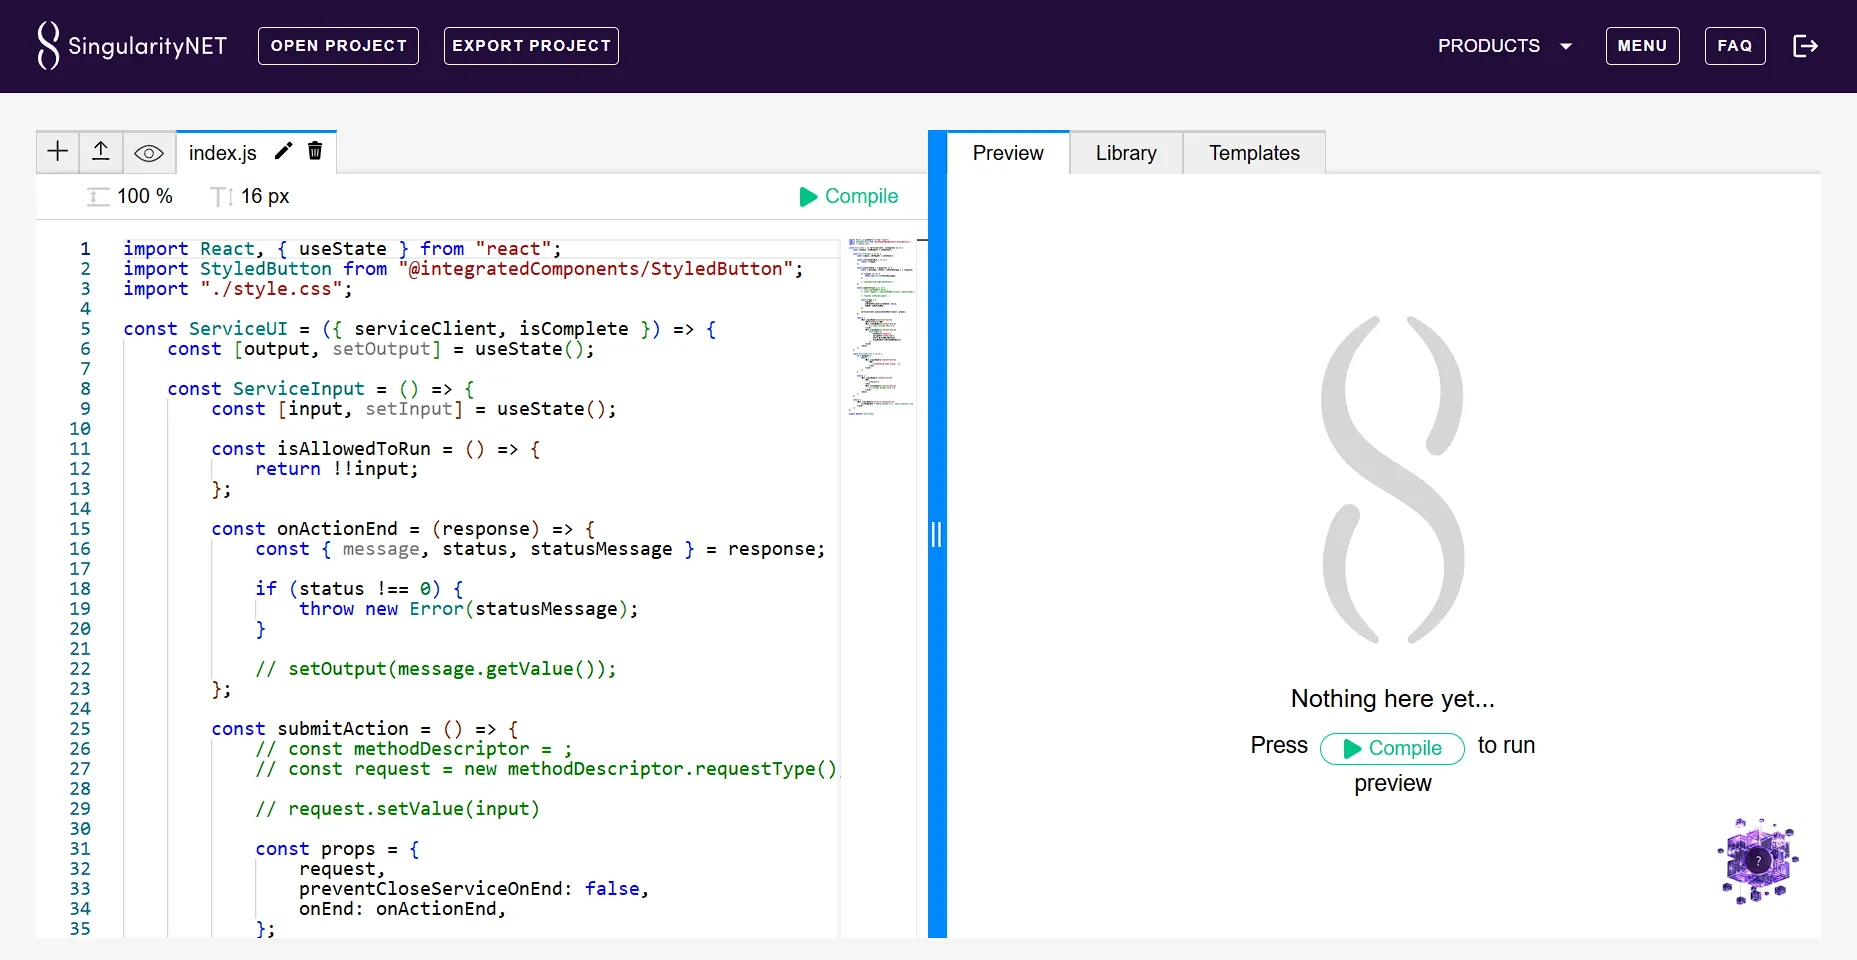 SingularityNET
OPEN PROJECT
EXPORT PROJECT
PRODUCTS
MENU
FAQ
index.js
Preview
Library
Templates
100 %
16 px
Compile
1 import React, { useState } from "react";
2 import StyledButton from "@integratedComponents/StyledButton";
3 import "./style.css";
4
5 const ServiceUI = ({ serviceClient, isComplete }) => {
6 const [output, setOutput] = useState();
7
8 const ServiceInput = () => {
9 const [input, setInput] = useState();
10
11 const isAllowedToRun = () => {
12 return !!input;
13 };
14
15 const onActionEnd = (response) => {
16 const { message, status, statusMessage } = response;
17
18 if (status !== 0) {
19 throw new Error(statusMessage);
20 }
21
22 // setOutput(message.getValue());
23 };
24
25 const submitAction = () => {
26 // const methodDescriptor = ;
27 // const request = new methodDescriptor.requestType()
28
29 // request.setValue(input)
30
31 const props = {
32 request,
33 preventCloseServiceOnEnd: false,
34 onEnd: onActionEnd,
35 };
Nothing here yet...
Press Compile to run
preview
?